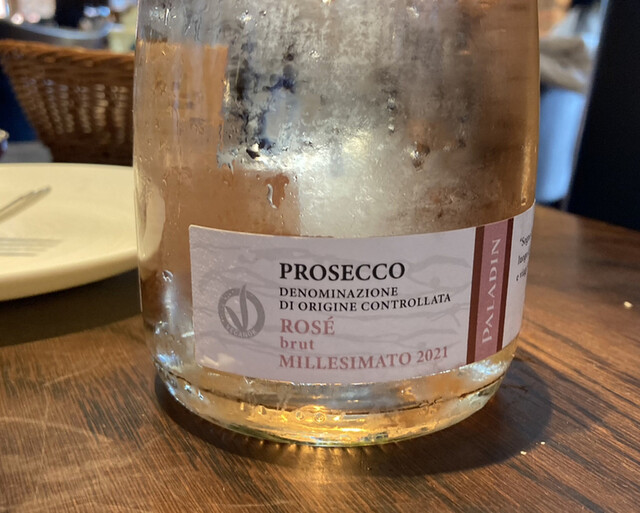 PROSECCO
DENOMINAZIONE
DI ORIGINE CONTROLLATA
ROSÉ
brut
MILLESIMATO 2021
PALADIN